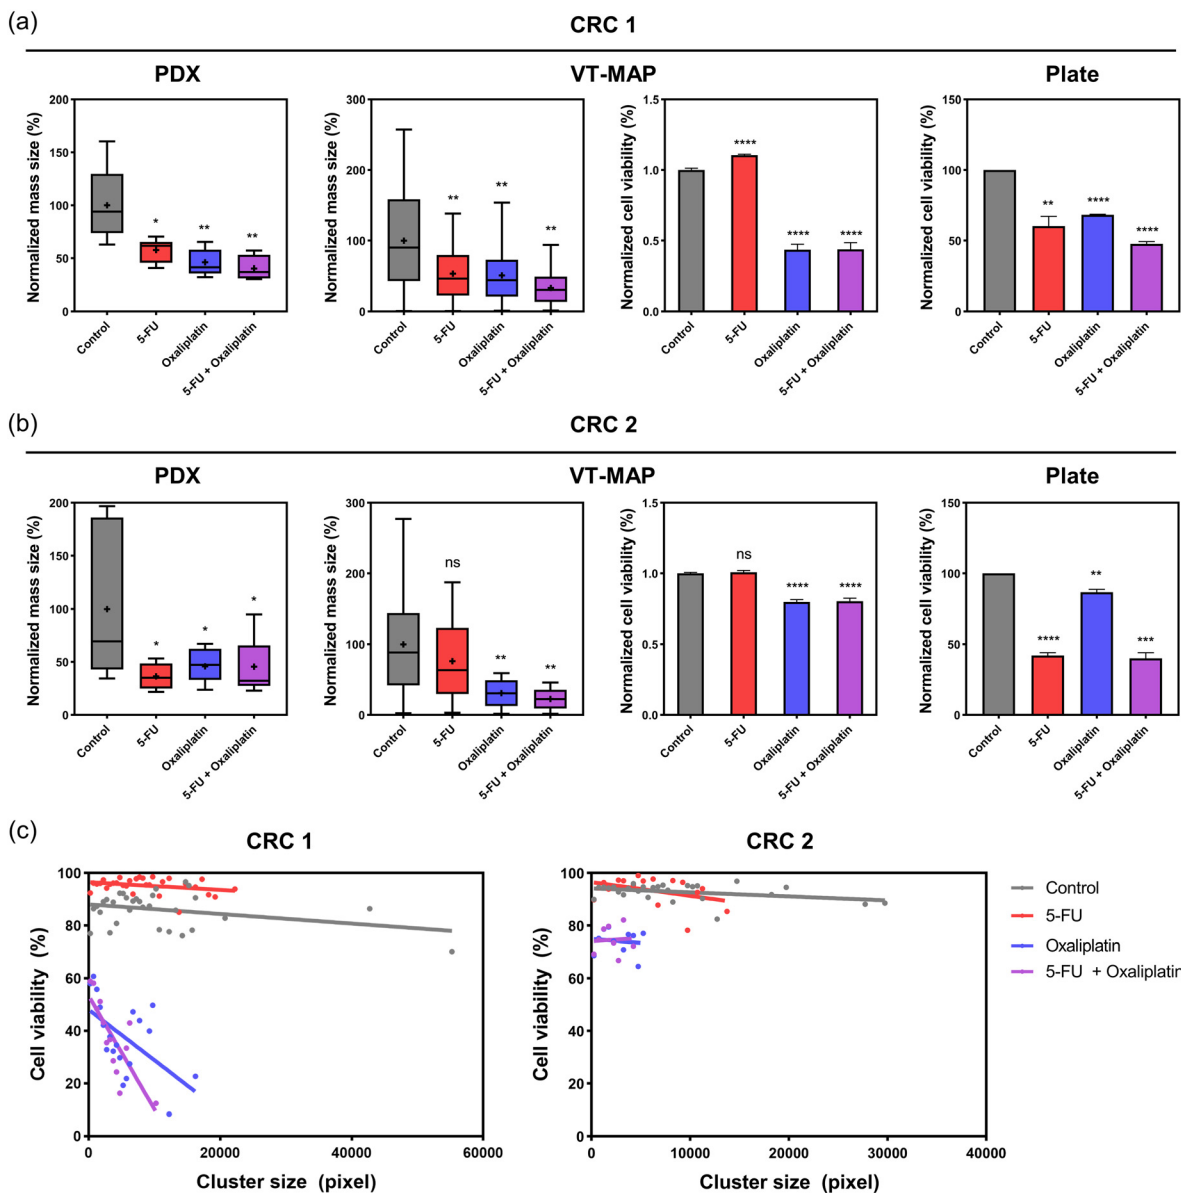 (a)
CRC 1
PDX
VT-MAP
Plate
Normalized mass size (%)
200
150
100
50
0
*
**
**
Control
5-FU
Oxaliplatin
5-FU + Oxaliplatin
Normalized mass size (%)
300
200
100
0
**
**
**
Control
5-FU
Oxaliplatin
5-FU + Oxaliplatin
Normalized cell viability (%)
1.5
1.0
0.5
0.0
****
****
****
Control
5-FU
Oxaliplatin
5-FU + Oxaliplatin
Normalized cell viability (%)
150
100
50
0
**
****
****
Control
5-FU
Oxaliplatin
5-FU + Oxaliplatin
(b)
CRC 2
PDX
VT-MAP
Plate
Normalized mass size (%)
200
150
100
50
0
*
*
*
Control
5-FU
Oxaliplatin
5-FU + Oxaliplatin
Normalized mass size (%)
300
200
100
0
ns
**
**
Control
5-FU
Oxaliplatin
5-FU + Oxaliplatin
Normalized cell viability (%)
1.5
1.0
0.5
0.0
ns
****
****
Control
5-FU
Oxaliplatin
5-FU + Oxaliplatin
Normalized cell viability (%)
150
100
50
0
****
**
***
Control
5-FU
Oxaliplatin
5-FU + Oxaliplatin
(c)
CRC 1
Cell viability (%)
100
80
60
40
20
0
0
20000
40000
60000
Cluster size (pixel)
CRC 2
Cell viability (%)
100
80
60
40
20
0
0
10000
20000
30000
40000
Cluster size (pixel)
Control
5-FU
Oxaliplatin
5-FU + Oxaliplatin